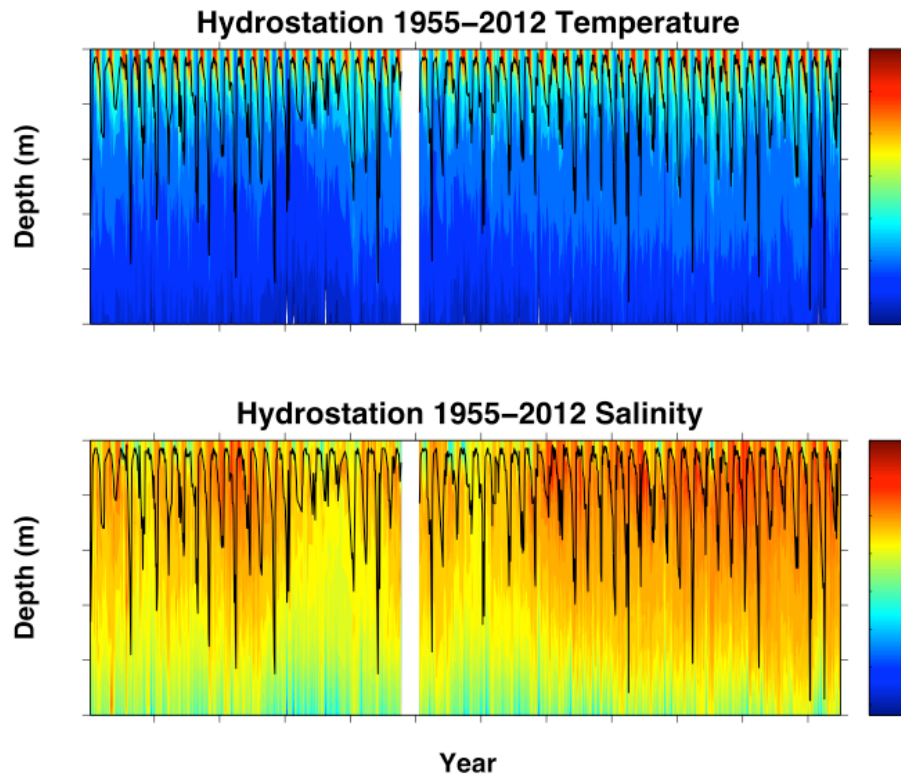 Hydrostation 1955–2012 Temperature
Depth (m)
Hydrostation 1955–2012 Salinity
Depth (m)
Year